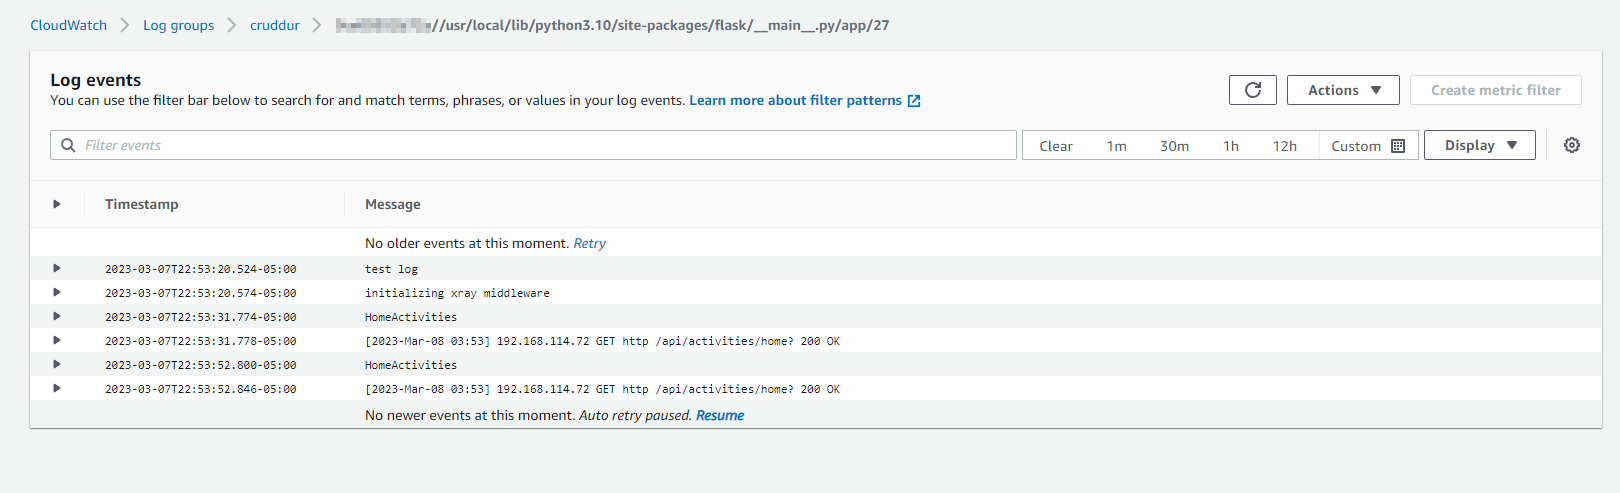 CloudWatch Log groups cruddur //usr/local/lib/python3.10/site-packages/flask/__main__.py/app/27
Log events
You can use the filter bar below to search for and match terms, phrases, or values in your log events. Learn more about filter patterns
Actions
Create metric filter
Filter events
Clear 1m 30m 1h 12h Custom Display
Timestamp Message
No older events at this moment. Retry
2023-03-07T22:53:20.524-05:00 test log
2023-03-07T22:53:20.574-05:00 initializing xray middleware
2023-03-07T22:53:31.774-05:00 HomeActivities
2023-03-07T22:53:31.778-05:00 [2023-Mar-08 03:53] 192.168.114.72 GET http /api/activities/home? 200 OK
2023-03-07T22:53:52.800-05:00 HomeActivities
2023-03-07T22:53:52.846-05:00 [2023-Mar-08 03:53] 192.168.114.72 GET http /api/activities/home? 200 OK
No newer events at this moment. Auto retry paused. Resume